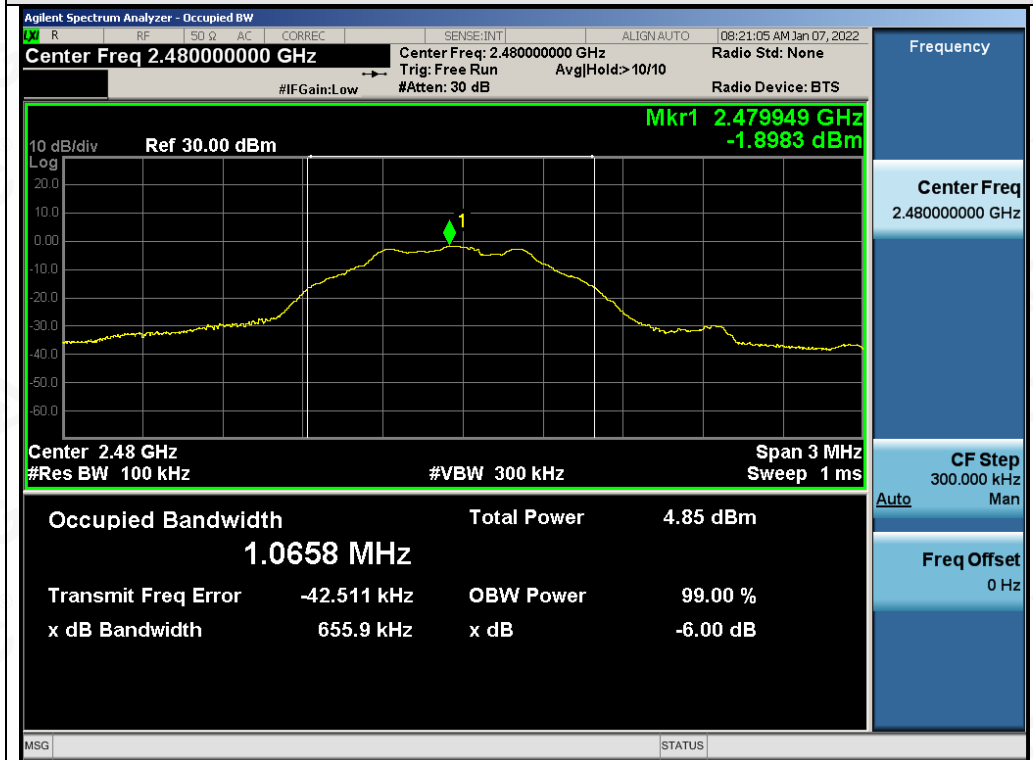 Agilent Spectrum Analyzer - Occupied BW
LXI R RF 50 Ω AC CORREC SENSE:INT ALIGN AUTO 08:21:05 AM Jan 07, 2022
Center Freq 2.480000000 GHz
Center Freq: 2.480000000 GHz
Radio Std: None
Trig: Free Run Avg|Hold:> 10/10
#IFGain:Low #Atten: 30 dB
Radio Device: BTS
Mkr1 2.479949 GHz
-1.8983 dBm
10 dB/div Ref 30.00 dBm
Log
20.0
10.0
0.00
-10.0
-20.0
-30.0
-40.0
-50.0
-60.0
1
Center 2.48 GHz Span 3 MHz
#Res BW 100 kHz #VBW 300 kHz Sweep 1 ms
Occupied Bandwidth Total Power 4.85 dBm
1.0658 MHz
Transmit Freq Error -42.511 kHz OBW Power 99.00 %
x dB Bandwidth 655.9 kHz x dB -6.00 dB
Frequency
Center Freq
2.480000000 GHz
CF Step
300.000 kHz
Auto Man
Freq Offset
0 Hz
MSG STATUS